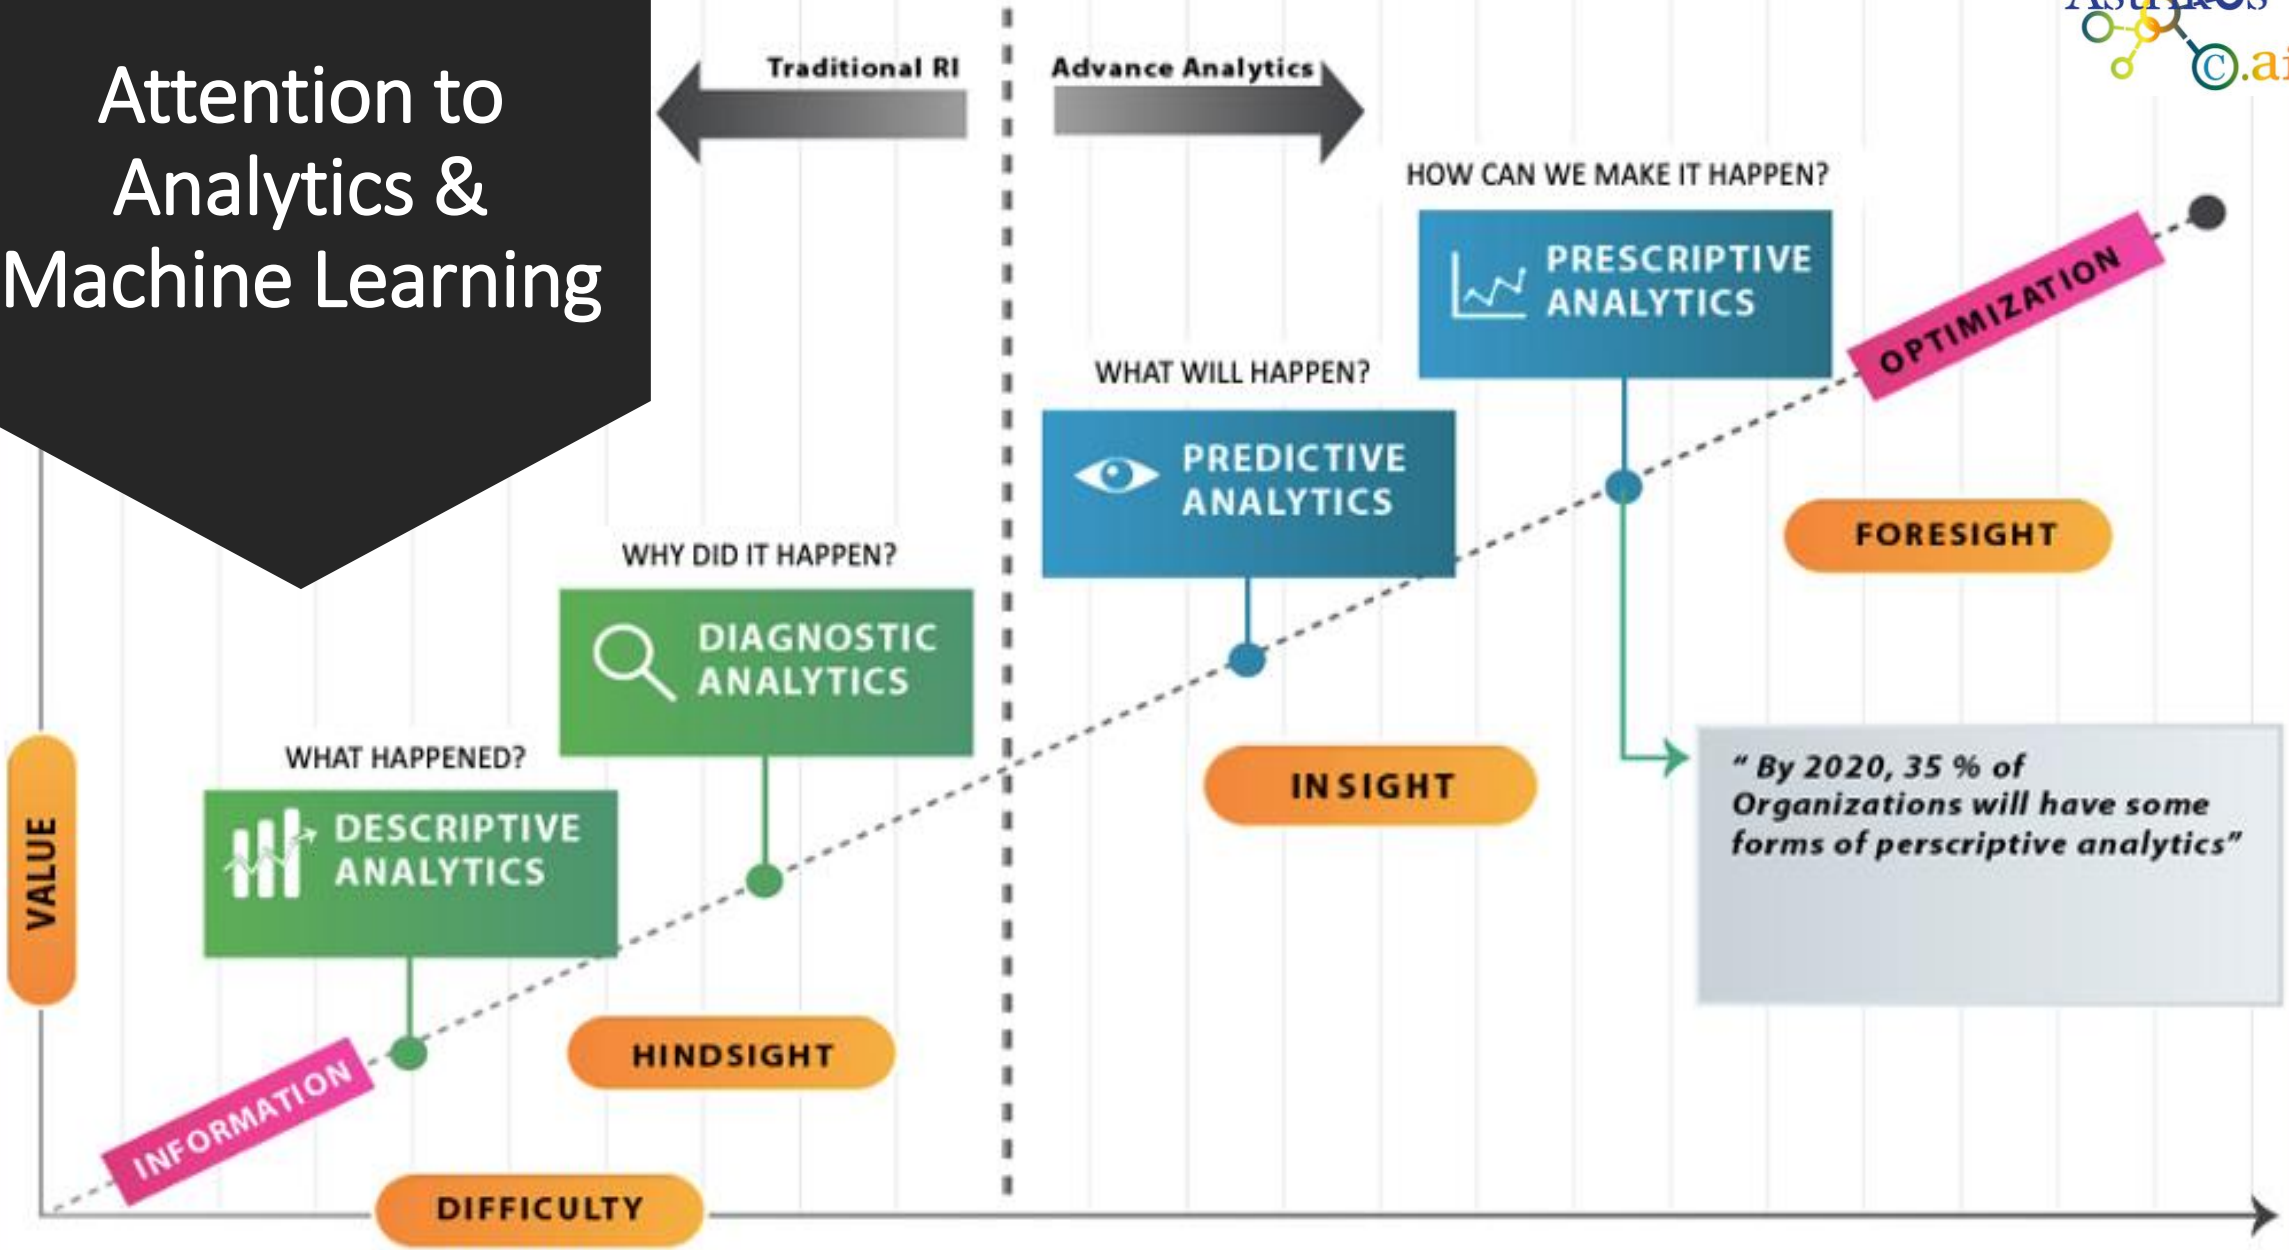 Attention to
Analytics &
Machine Learning
Traditional RI
Advance Analytics
©.ai
HOW CAN WE MAKE IT HAPPEN?
PRESCRIPTIVE
ANALYTICS
OPTIMIZATION
WHAT WILL HAPPEN?
PREDICTIVE
ANALYTICS
FORESIGHT
WHY DID IT HAPPEN?
DIAGNOSTIC
ANALYTICS
WHAT HAPPENED?
DESCRIPTIVE
ANALYTICS
INSIGHT
“ By 2020, 35 % of
Organizations will have some
forms of perscriptive analytics”
VALUE
HINDSIGHT
INFORMATION
DIFFICULTY